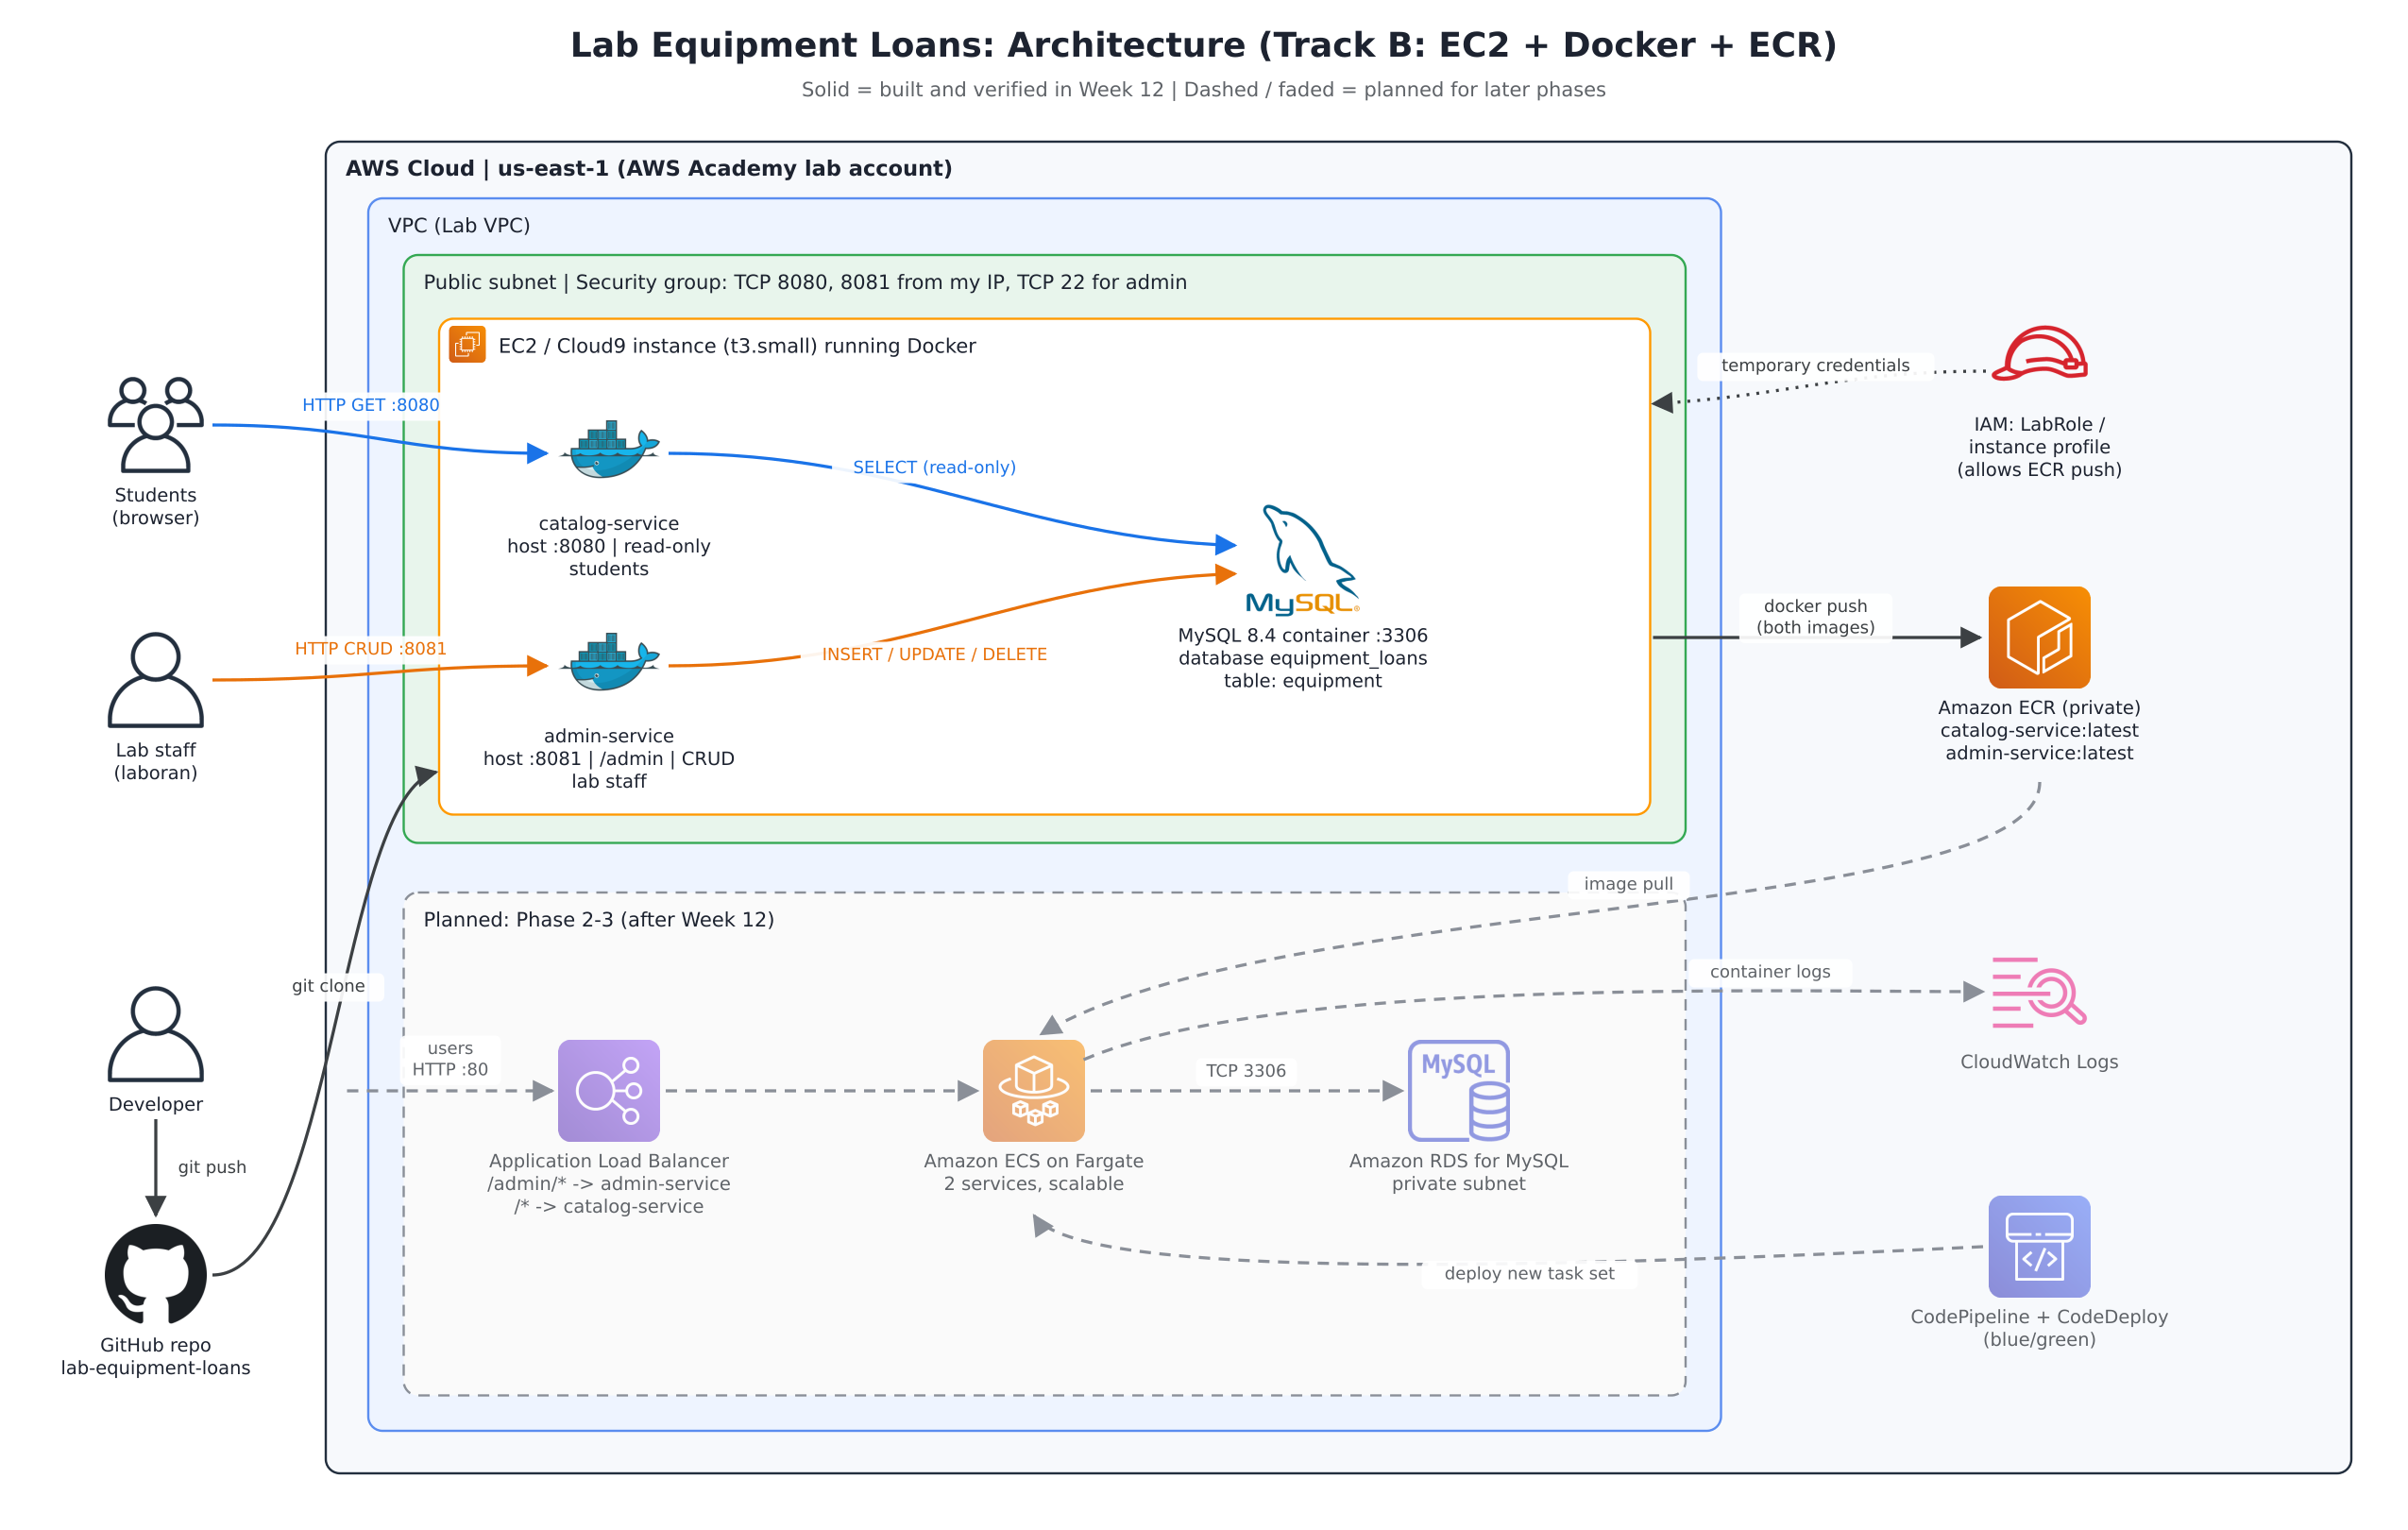 Lab Equipment Loans: Architecture (Track B: EC2 + Docker + ECR)
Solid = built and verified in Week 12 | Dashed / faded = planned for later phases
AWS Cloud | us-east-1 (AWS Academy lab account)
VPC (Lab VPC)
Public subnet | Security group: TCP 8080, 8081 from my IP, TCP 22 for admin
EC2 / Cloud9 instance (t3.small) running Docker
temporary credentials
HTTP GET :8080
IAM: LabRole /
instance profile
(allows ECR push)
SELECT (read-only)
Students
(browser)
catalog-service
host :8080 | read-only
students
MySQL®
MySQL 8.4 container :3306
database equipment_loans
table: equipment
docker push
(both images)
HTTP CRUD :8081
INSERT / UPDATE / DELETE
Amazon ECR (private)
catalog-service:latest
admin-service:latest
Lab staff
(laboran)
admin-service
host :8081 | /admin | CRUD
lab staff
image pull
Planned: Phase 2-3 (after Week 12)
container logs
git clone
users
HTTP :80
TCP 3306
MySQL
CloudWatch Logs
Developer
Application Load Balancer
/admin/* -> admin-service
/* -> catalog-service
Amazon ECS on Fargate
2 services, scalable
Amazon RDS for MySQL
private subnet
git push
deploy new task set
</>
CodePipeline + CodeDeploy
(blue/green)
GitHub repo
lab-equipment-loans